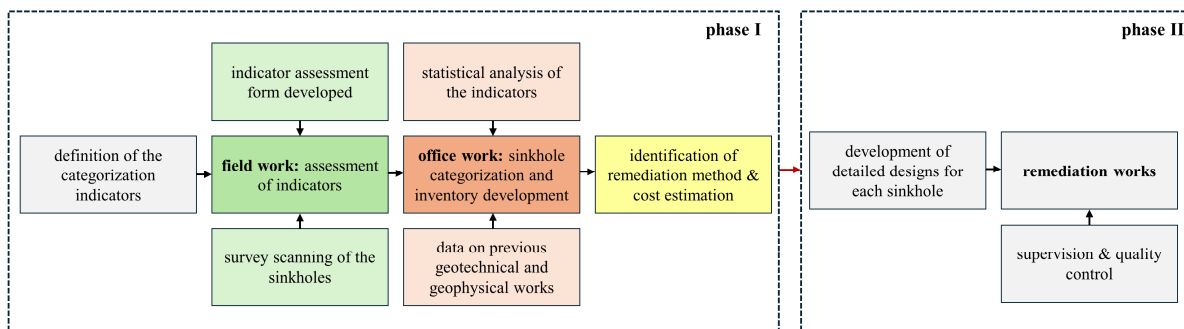 phase I
indicator assessment
form developed
statistical analysis of
the indicators
definition of the
categorization
indicators
field work: assessment
of indicators
office work: sinkhole
categorization and
inventory development
identification of
remediation method &
cost estimation
survey scanning of the
sinkholes
data on previous
geotechnical and
geophysical works
phase II
development of
detailed designs for
each sinkhole
remediation works
supervision & quality
control